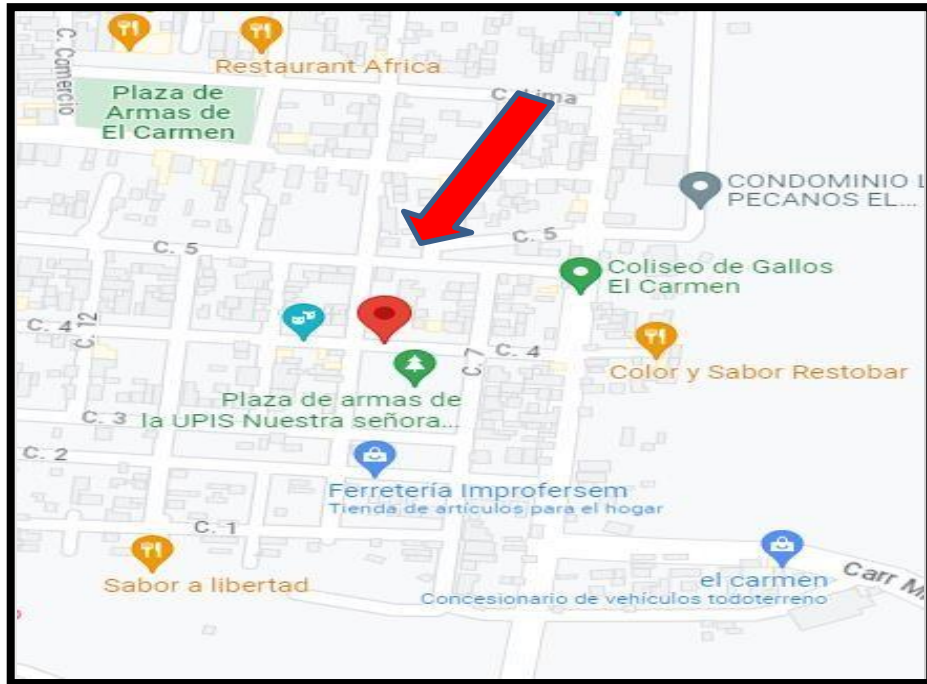 C. Comercio
Restaurant Africa
C. Lima
Plaza de
Armas de
El Carmen
CONDOMINIO L
PECANOS EL...
C. 5
C. 5
Coliseo de Gallos
El Carmen
C. 4
C. 12
C. 7
C. 4
Color y Sabor Restobar
Plaza de armas de
la UPIS Nuestra señora...
C. 3
C. 2
Ferretería Improfersem
Tienda de artículos para el hogar
C. 1
Sabor a libertad
el carmen
Concesionario de vehículos todoterreno
Carr M